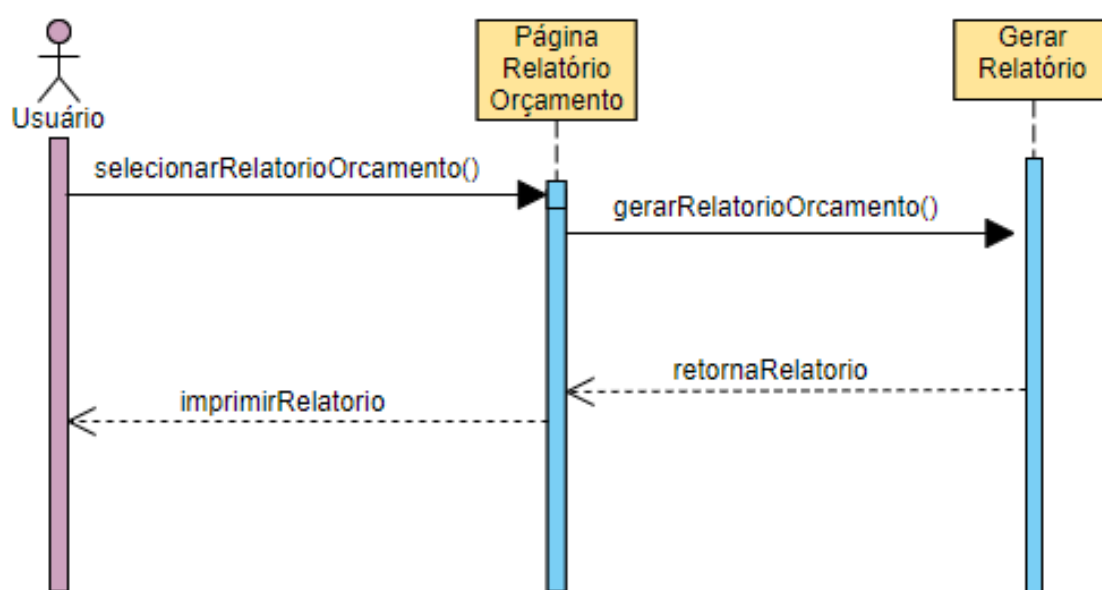 Página
Relatório
Orçamento
Gerar
Relatório
Usuário
selecionarRelatorioOrcamento()
gerarRelatorioOrcamento()
retornaRelatorio
imprimirRelatorio